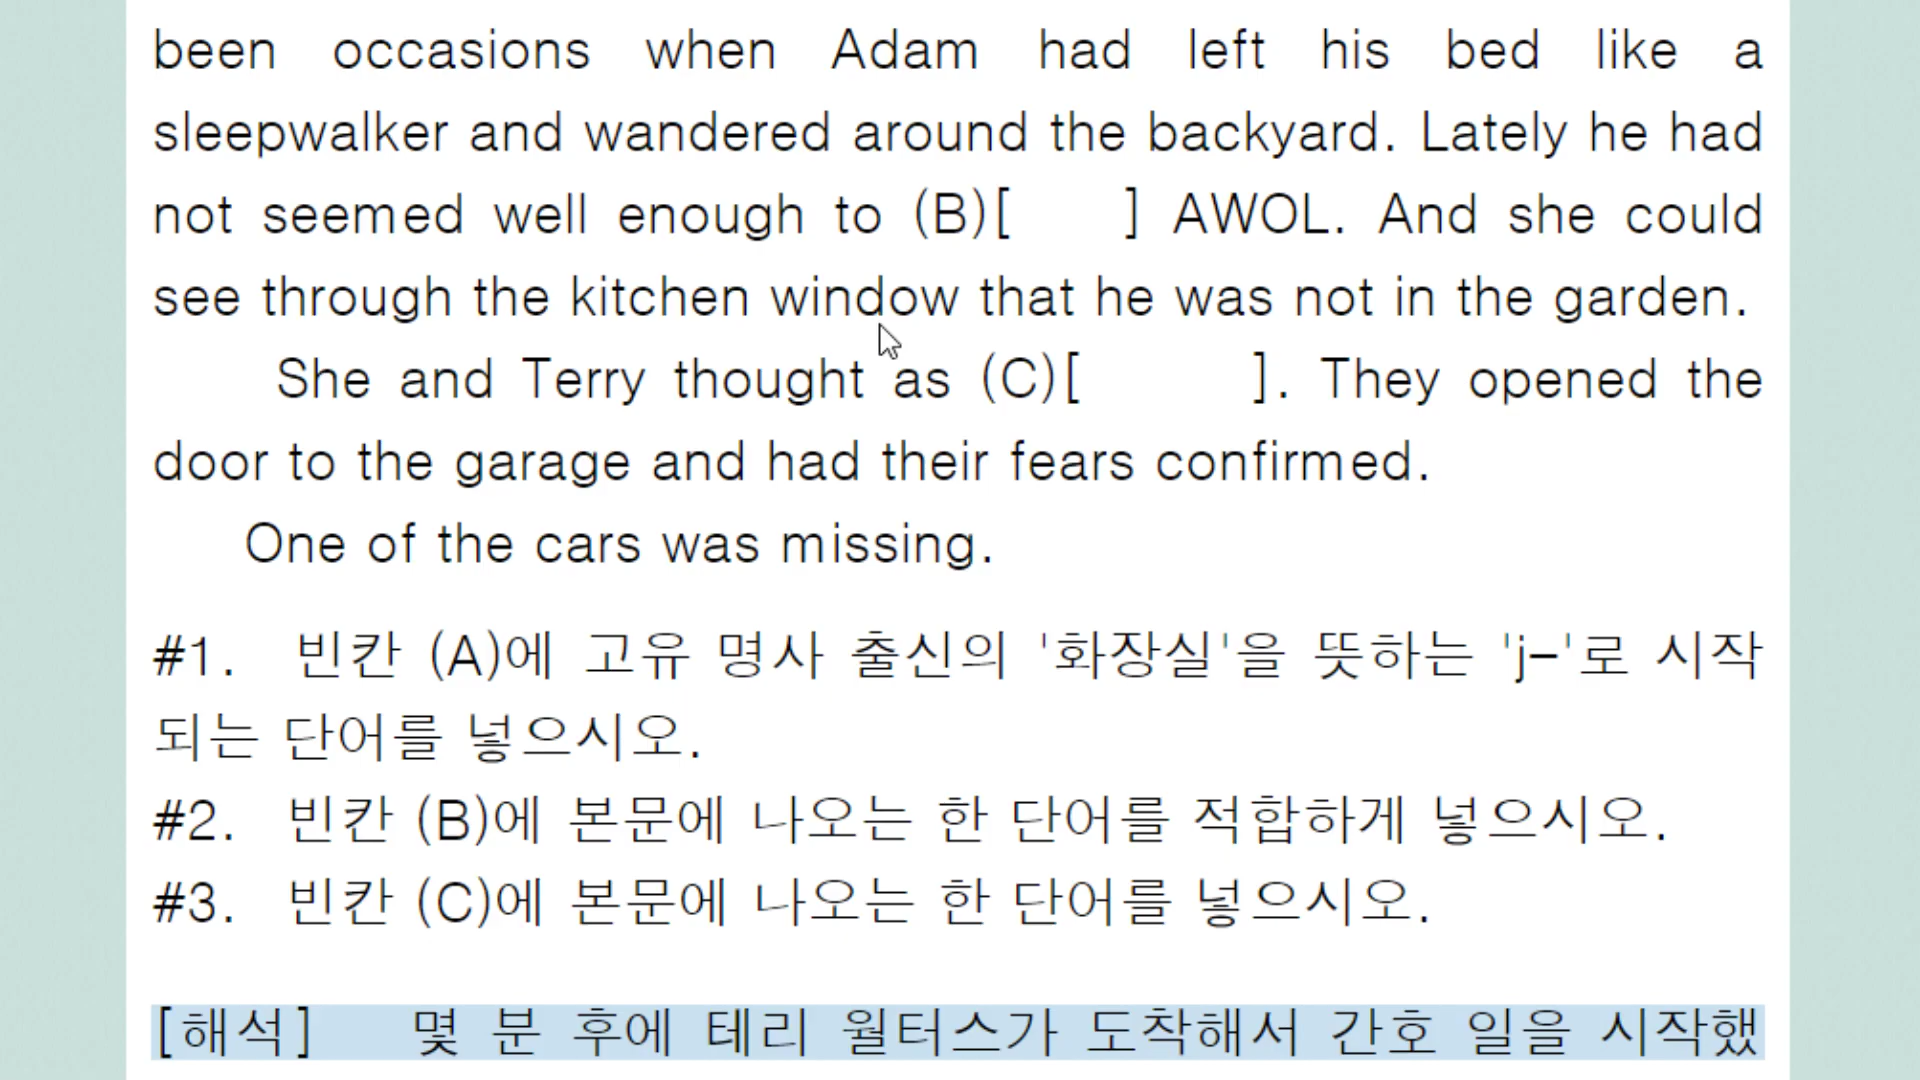 been occasions when Adam had left his bed like a
sleepwalker and wandered around the backyard. Lately he had
not seemed well enough to (B)[ ] AWOL. And she could
see through the kitchen window that he was not in the garden.
She and Terry thought as (C)[ ]. They opened the
door to the garage and had their fears confirmed.
One of the cars was missing.
#1. 빈칸 (A)에 고유 명사 출신의 '화장실'을 뜻하는 'j-'로 시작
되는 단어를 넣으시오.
#2. 빈칸 (B)에 본문에 나오는 한 단어를 적합하게 넣으시오.
#3. 빈칸 (C)에 본문에 나오는 한 단어를 넣으시오.
[해석] 몇 분 후에 테리 월터스가 도착해서 간호 일을 시작했